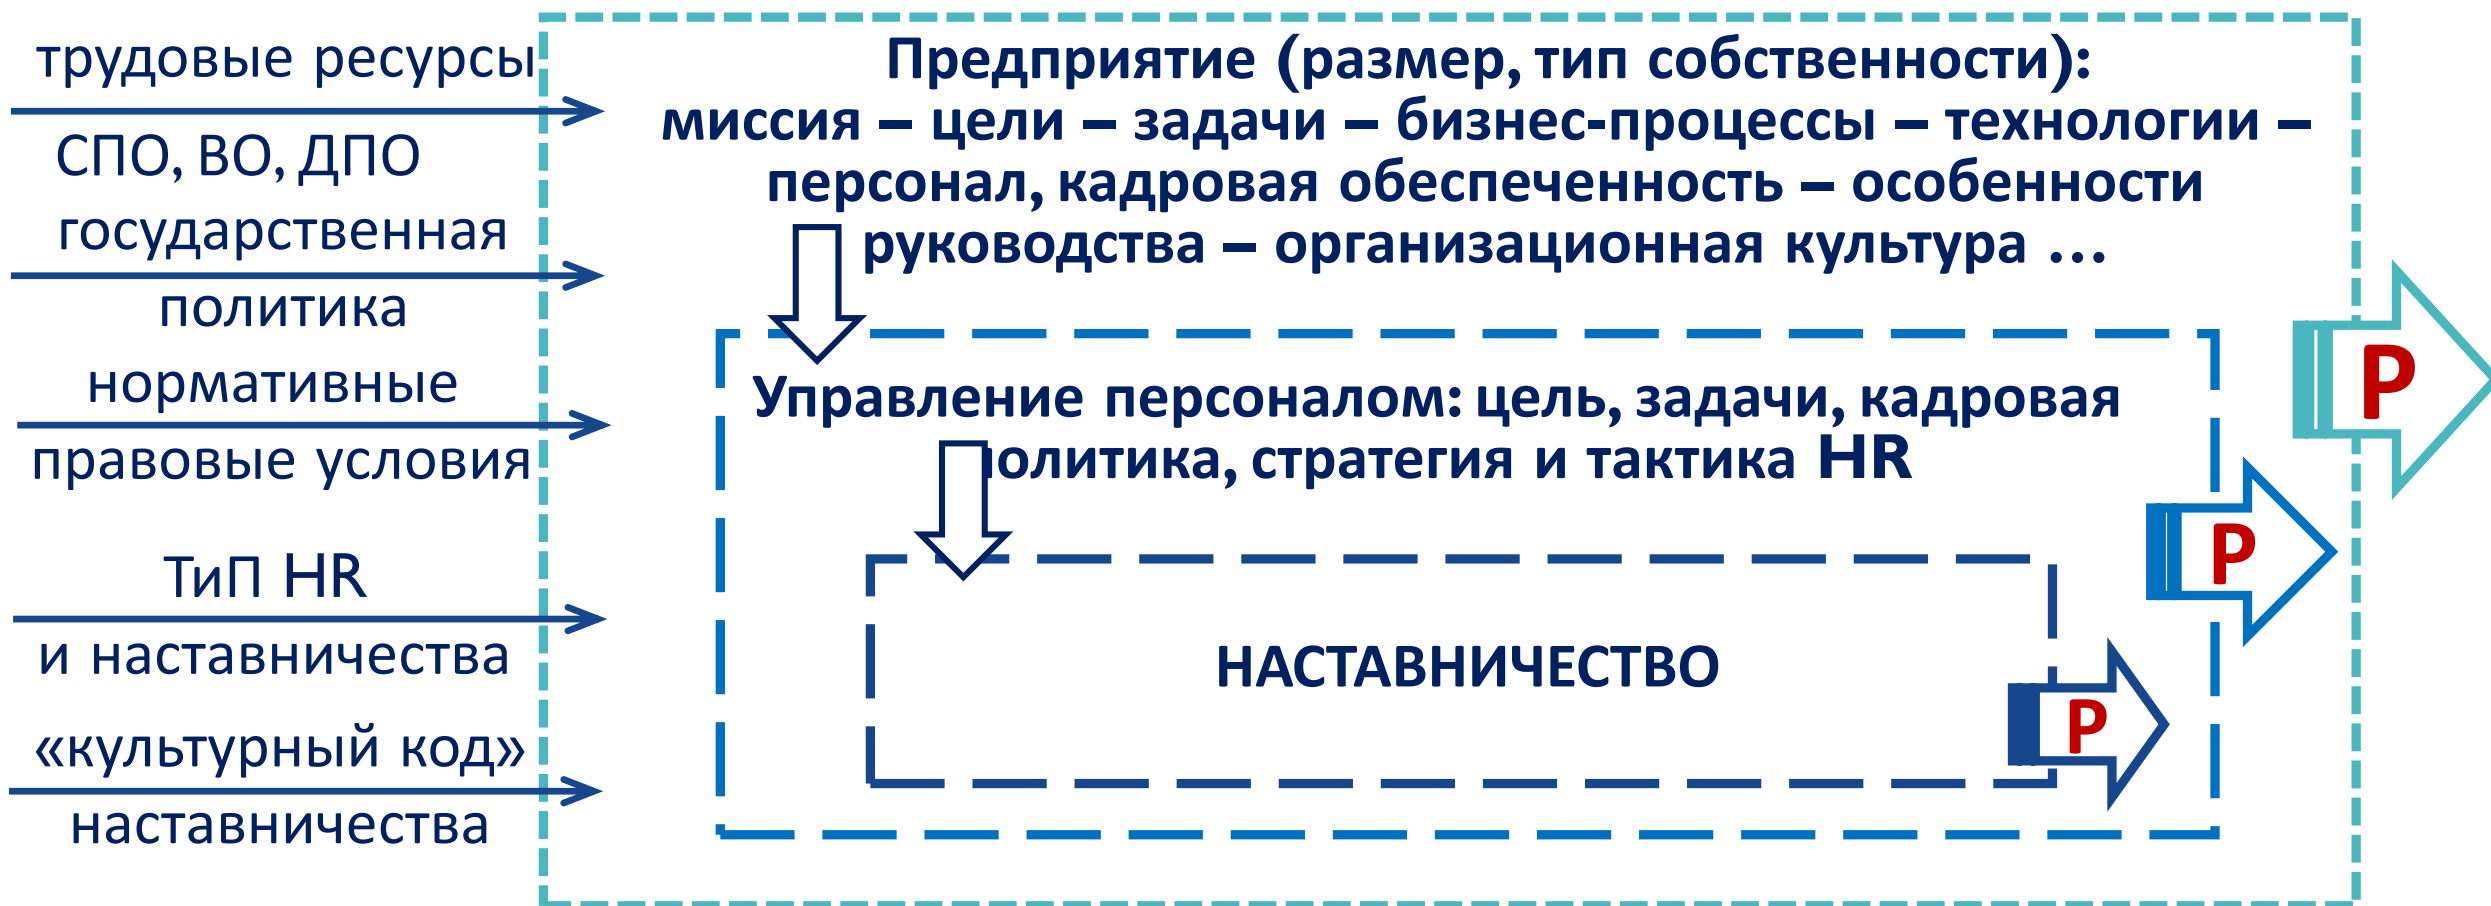 трудовые ресурсы
СПО, ВО, ДПО
государственная
политика
нормативные
правовые условия
ТиП HR
и наставничества
«культурный код»
наставничества
Предприятие (размер, тип собственности):
миссия – цели – задачи – бизнес-процессы – технологии –
персонал, кадровая обеспеченность – особенности
руководства – организационная культура ...
Управление персоналом: цель, задачи, кадровая
политика, стратегия и тактика HR
НАСТАВНИЧЕСТВО
Р
Р
Р